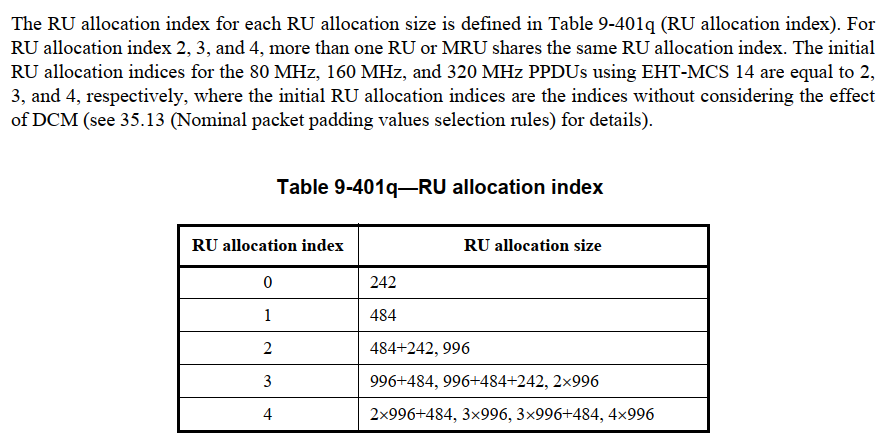 The RU allocation index for each RU allocation size is defined in Table 9-401q (RU allocation index). For
RU allocation index 2, 3, and 4, more than one RU or MRU shares the same RU allocation index. The initial
RU allocation indices for the 80 MHz, 160 MHz, and 320 MHz PPDUs using EHT-MCS 14 are equal to 2,
3, and 4, respectively, where the initial RU allocation indices are the indices without considering the effect
of DCM (see 35.13 (Nominal packet padding values selection rules) for details).
Table 9-401q—RU allocation index
RU allocation index RU allocation size
0 242
1 484
2 484+242, 996
3 996+484, 996+484+242, 2×996
4 2×996+484, 3×996, 3×996+484, 4×996